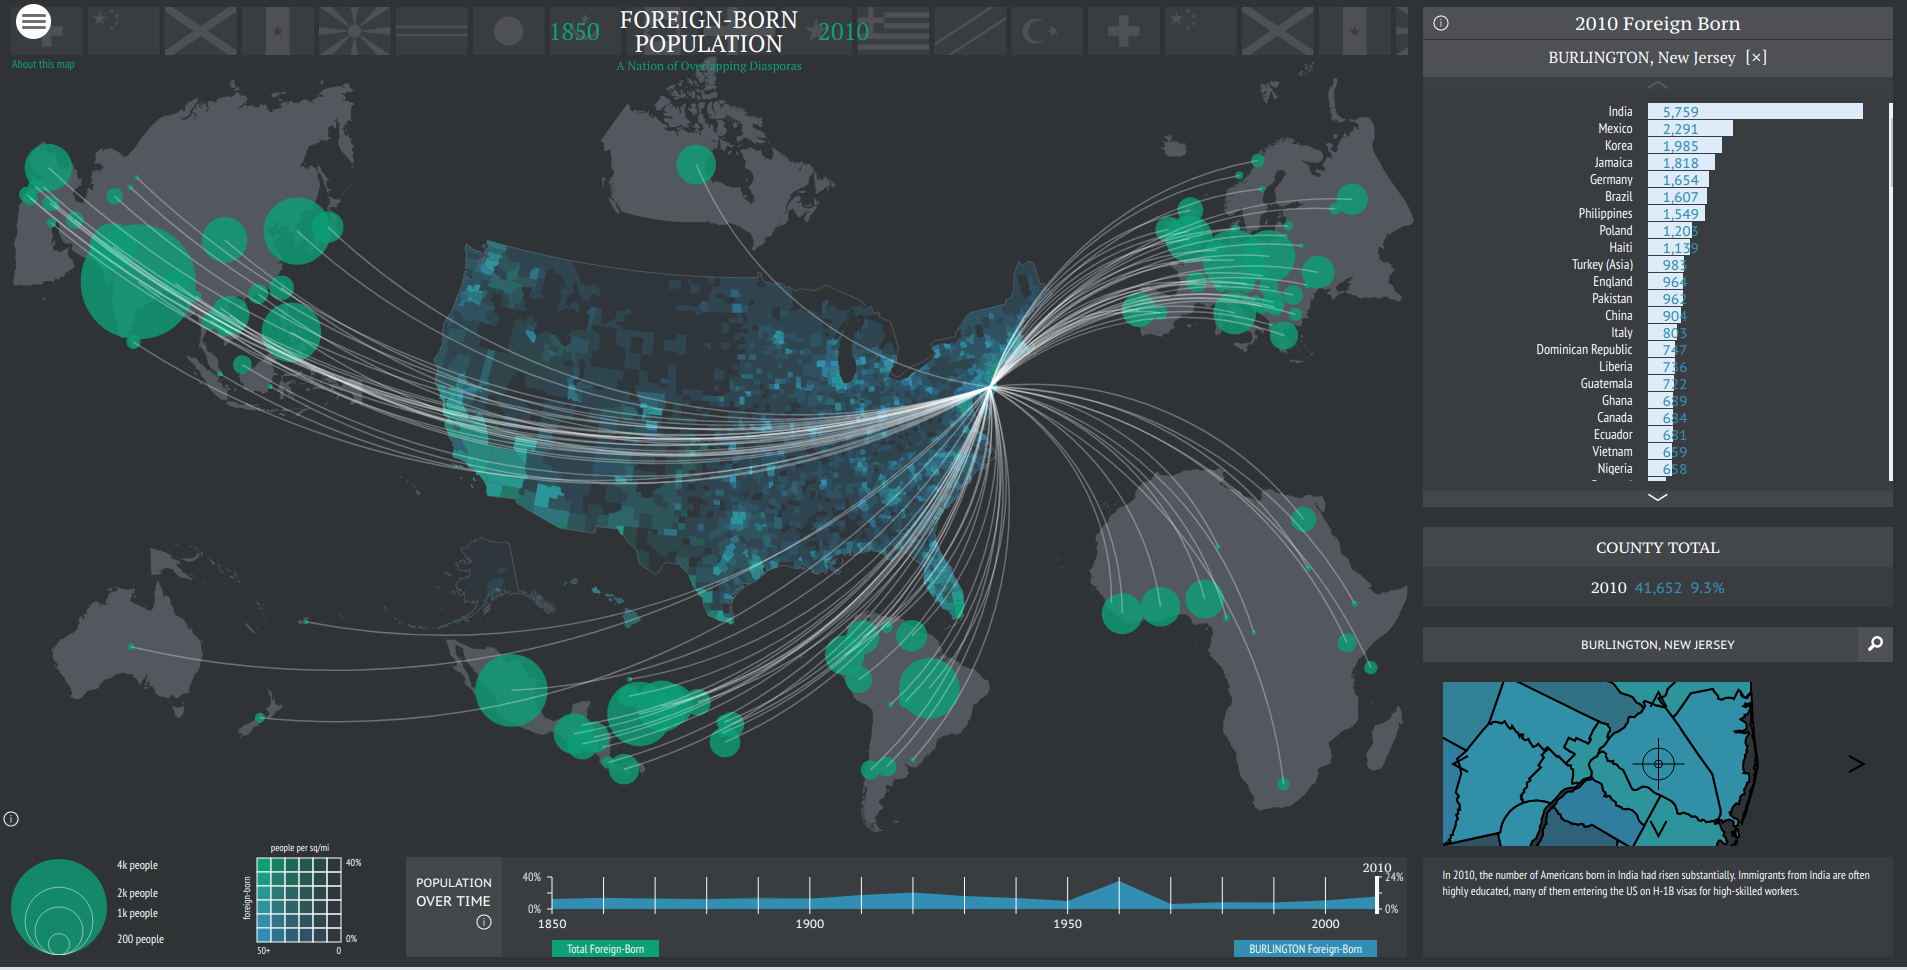 1850
FOREIGN-BORN
POPULATION
2010
A Nation of Overlapping Diasporas
About this map
2010 Foreign Born
BURLINGTON, New Jersey [×]
India 5,759
Mexico 2,291
Korea 1,985
Jamaica 1,818
Germany 1,654
Brazil 1,607
Philippines 1,549
Poland 1,203
Haiti 1,139
Turkey (Asia) 983
England 964
Pakistan 962
China 904
Italy 803
Dominican Republic 747
Liberia 736
Guatemala 722
Ghana 689
Canada 684
Ecuador 681
Vietnam 659
Nigeria 658
COUNTY TOTAL
2010 41,652 9.3%
BURLINGTON, NEW JERSEY
In 2010, the number of Americans born in India had risen substantially. Immigrants from India are often
highly educated, many of them entering the US on H-1B visas for high-skilled workers.
4k people
2k people
1k people
200 people
people per sq/mi
foreign-born
40%
0%
50+
0
POPULATION
OVER TIME
40%
0%
2010
24%
0%
1850
1900
1950
2000
Total Foreign-Born
BURLINGTON Foreign-Born